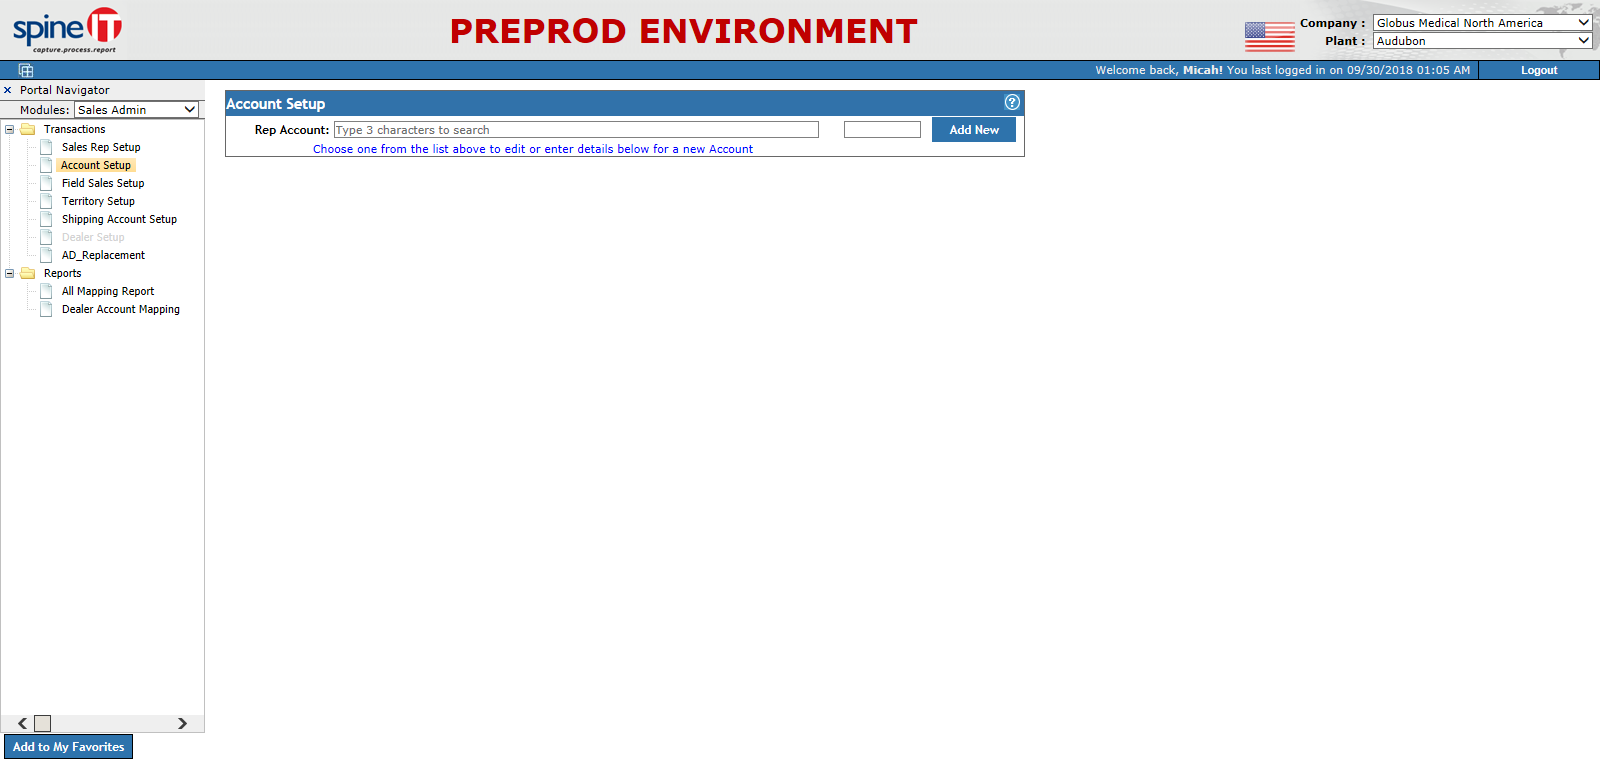 spine IT
capture.process.report
PREPROD ENVIRONMENT
Company : Globus Medical North America
Plant : Audubon
Welcome back, Micah! You last logged in on 09/30/2018 01:05 AM
Logout
Portal Navigator
Modules: Sales Admin
Transactions
Sales Rep Setup
Account Setup
Field Sales Setup
Territory Setup
Shipping Account Setup
Dealer Setup
AD_Replacement
Reports
All Mapping Report
Dealer Account Mapping
Add to My Favorites
Account Setup
?
Rep Account: Type 3 characters to search
Add New
Choose one from the list above to edit or enter details below for a new Account